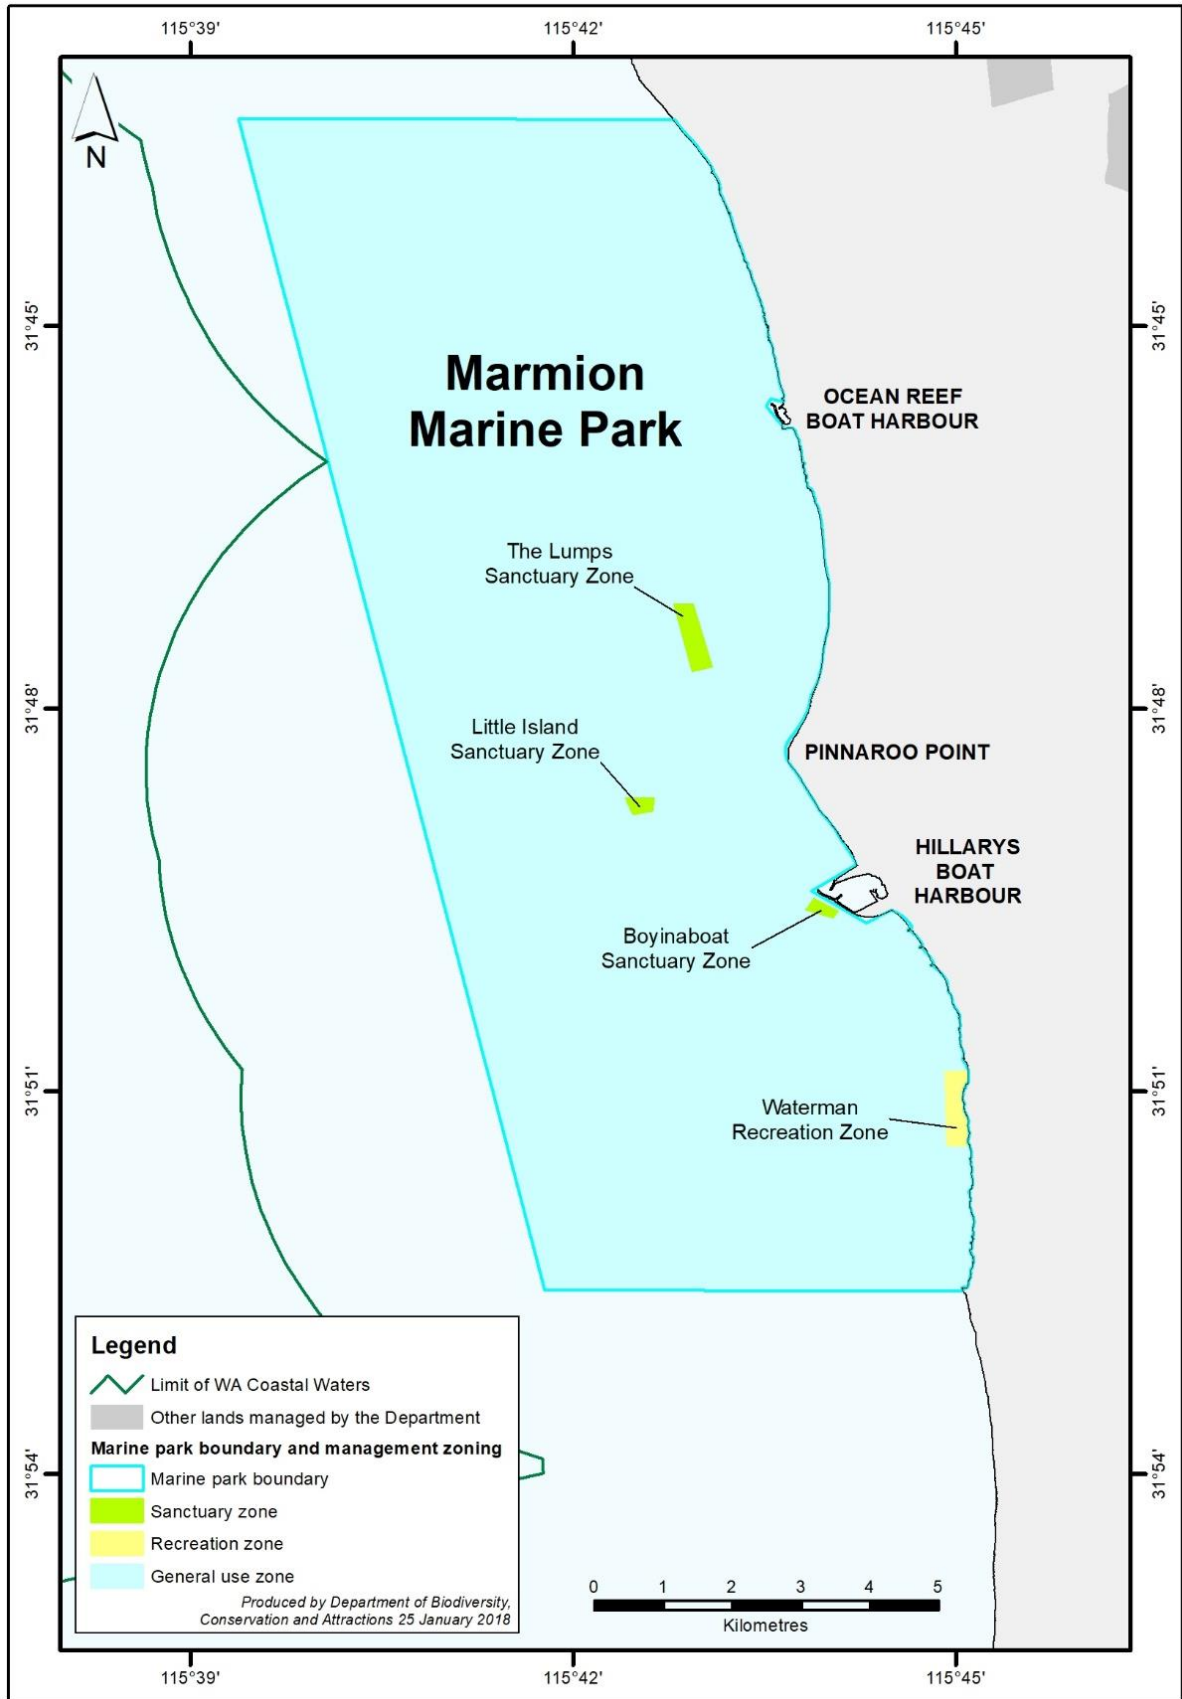 115°39'
115°42'
115°45'
N
31°45'
31°45'
Marmion
Marine Park
OCEAN REEF
BOAT HARBOUR
The Lumps
Sanctuary Zone
31°48'
31°48'
Little Island
Sanctuary Zone
PINNAROO POINT
HILLARYS
BOAT
HARBOUR
Boyinaboat
Sanctuary Zone
31°51'
31°51'
Waterman
Recreation Zone
31°54'
31°54'
Legend
Limit of WA Coastal Waters
Other lands managed by the Department
Marine park boundary and management zoning
Marine park boundary
Sanctuary zone
Recreation zone
General use zone
Produced by Department of Biodiversity,
Conservation and Attractions 25 January 2018
0 1 2 3 4 5
Kilometres
115°39'
115°42'
115°45'